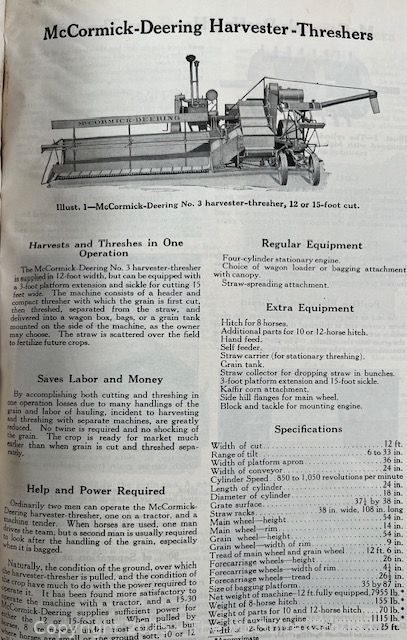 McCormick-Deering Harvester-Threshers
McCORMICK-DEERING
Illust. 1—McCormick-Deering No. 3 harvester-thresher, 12 or 15-foot cut.
Harvests and Threshes in One
Operation
The McCormick-Deering No. 3 harvester-thresher
is supplied in 12-foot width, but can be equipped with
a 3-foot platform extension and sickle for cutting 15
feet wide. The machine consists of a header and
compact thresher with which the grain is first cut,
then threshed, separated from the straw, and
delivered into a wagon box, bags, or a grain tank
mounted on the side of the machine, as the owner
may choose. The straw is scattered over the field
to fertilize future crops.
Saves Labor and Money
By accomplishing both cutting and threshing in
one operation losses due to many handlings of the
grain and labor of hauling, incident to harvesting
and threshing with separate machines, are greatly
reduced. No twine is required and no shocking of
the grain. The crop is ready for market much
earlier than when grain is cut and threshed sepa-
rately.
Help and Power Required
Ordinarily two men can operate the McCormick-
Deering harvester-thresher, one on a tractor, and a
machine tender. When horses are used, one man
drives the team, but a second man is usually required
to look after the handling of the grain, especially
when it is bagged.
Naturally, the condition of the ground, over which
the harvester-thresher is pulled, and the condition of
the crop have much to do with the power required to
operate it. It has been found more satisfactory to
operate the machine with a tractor, and a 15-30
McCormick-Deering supplies sufficient power for
either the 12 or 15-ft. cut. When pulled by
horses, 8 are under conditions, but
where are small or the ground soft, 10 or 12
Regular Equipment
Four-cylinder stationary engine.
Choice of wagon loader or bagging attachment
with canopy.
Straw-spreading attachment.
Extra Equipment
Hitch for 8 horses.
Additional parts for 10 or 12-horse hitch.
Hand feed.
Self feeder.
Straw carrier (for stationary threshing).
Grain tank.
Straw collector for dropping straw in bunches.
3-foot platform extension and 15-foot sickle.
Kaffir corn attachment.
Side hill flanges for main wheel.
Block and tackle for mounting engine.
Specifications
Width of cut 12 ft.
Range of tilt 6 to 33 in.
Width of platform apron 36 in.
Width of conveyor 24 in.
Cylinder Speed 850 to 1,050 revolutions per minute
Length of cylinder 24 in.
Diameter of cylinder 18 in.
Grate surface 37½ by 38 in.
Straw racks 38 in. wide, 108 in. long
Main wheel—height 54 in.
Main wheel—rim 14 in.
Grain wheel—height 54 in.
Grain wheel—width of rim 9 in.
Tread of main wheel and grain wheel 12 ft. 6 in.
Forecarriage wheels—height 26 in.
Forecarriage wheels—width of rim 4½ in.
Forecarriage wheels—tread 26½ in.
Size of bagging platform 35 by 87 in.
Net weight of machine—12 ft. fully equipped 7955 lb.*
Weight of 8-horse hitch 155 lb.*
Weight of parts for 10 and 12-horse hitch 70 lb.*
Weight of auxiliary engine 1115 lb.*